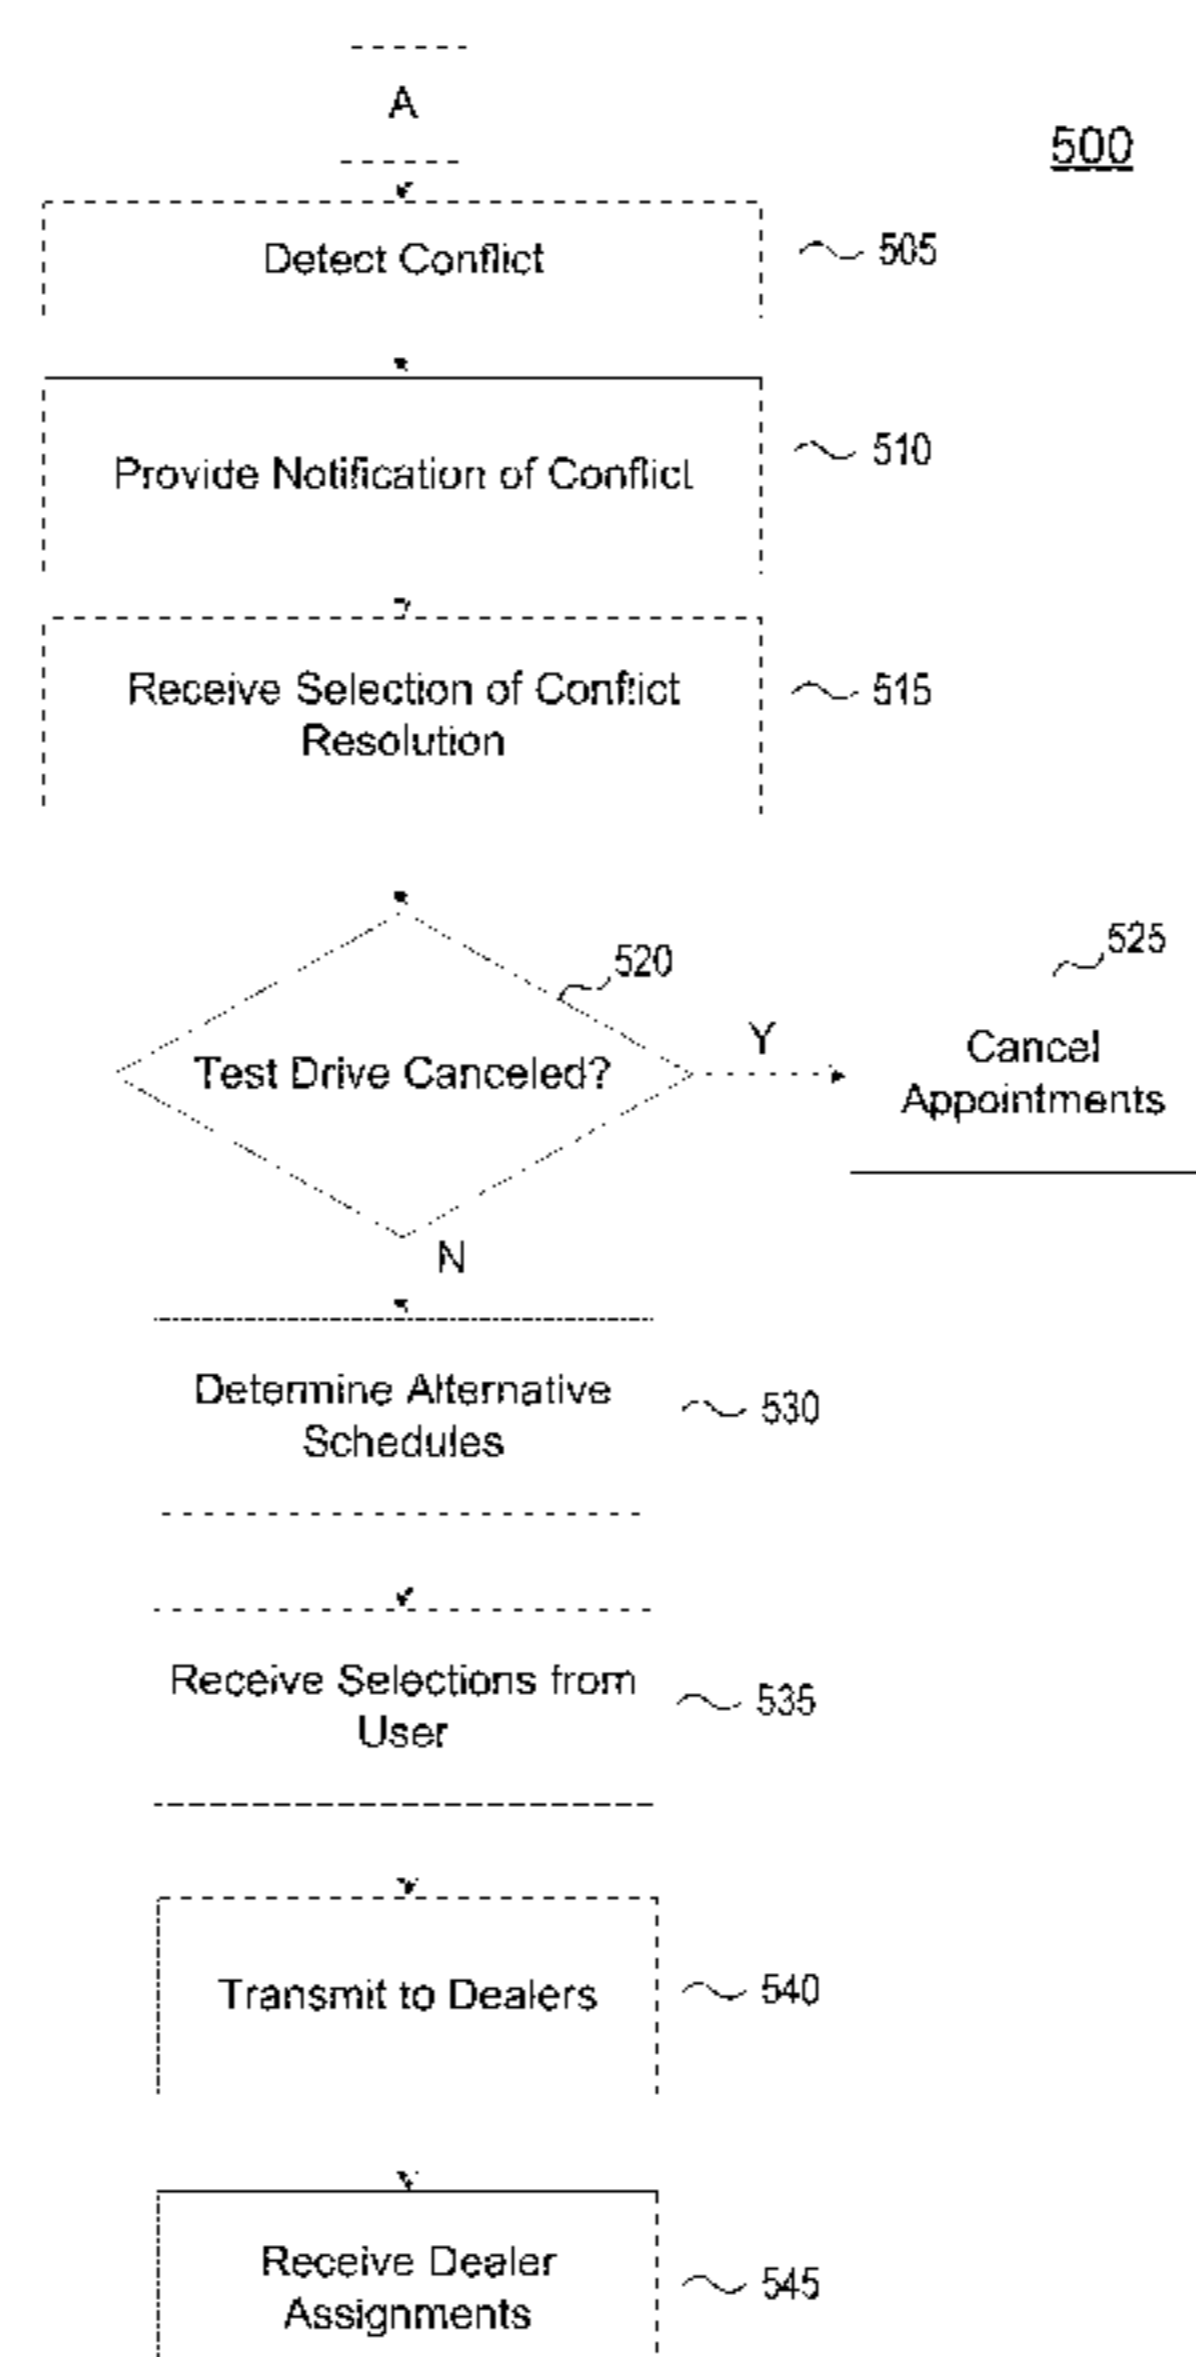 A
500
Detect Conflict
505
Provide Notification of Conflict
510
Receive Selection of Conflict
Resolution
515
520
Test Drive Canceled?
Y
525
Cancel
Appointments
N
Determine Alternative
Schedules
530
Receive Selections from
User
535
Transmit to Dealers
540
Receive Dealer
Assignments
545